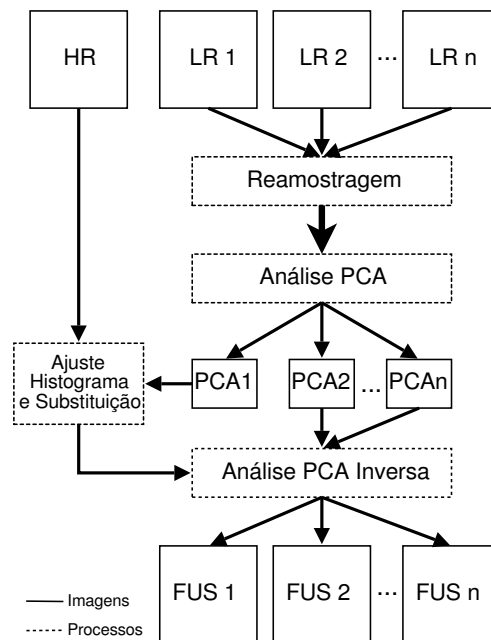 HR LR 1 LR 2 ... LR n
Reamostragem
Análise PCA
Ajuste
Histograma
e Substituição
PCA1 PCA2 ... PCAn
Análise PCA Inversa
FUS 1 FUS 2 ... FUS n
Imagens
Processos